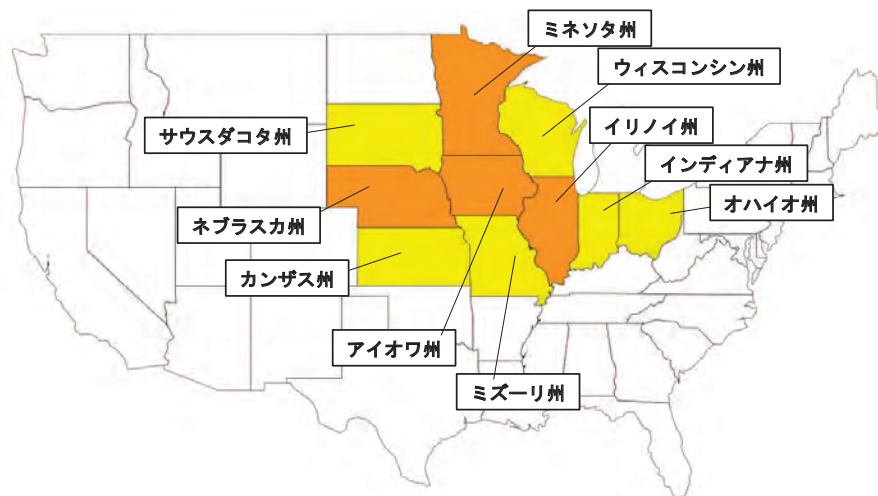 ミネソタ州
ウィスコンシン州
サウスダコタ州
イリノイ州
インディアナ州
ネブラスカ州
オハイオ州
カンザス州
アイオワ州
ミズーリ州